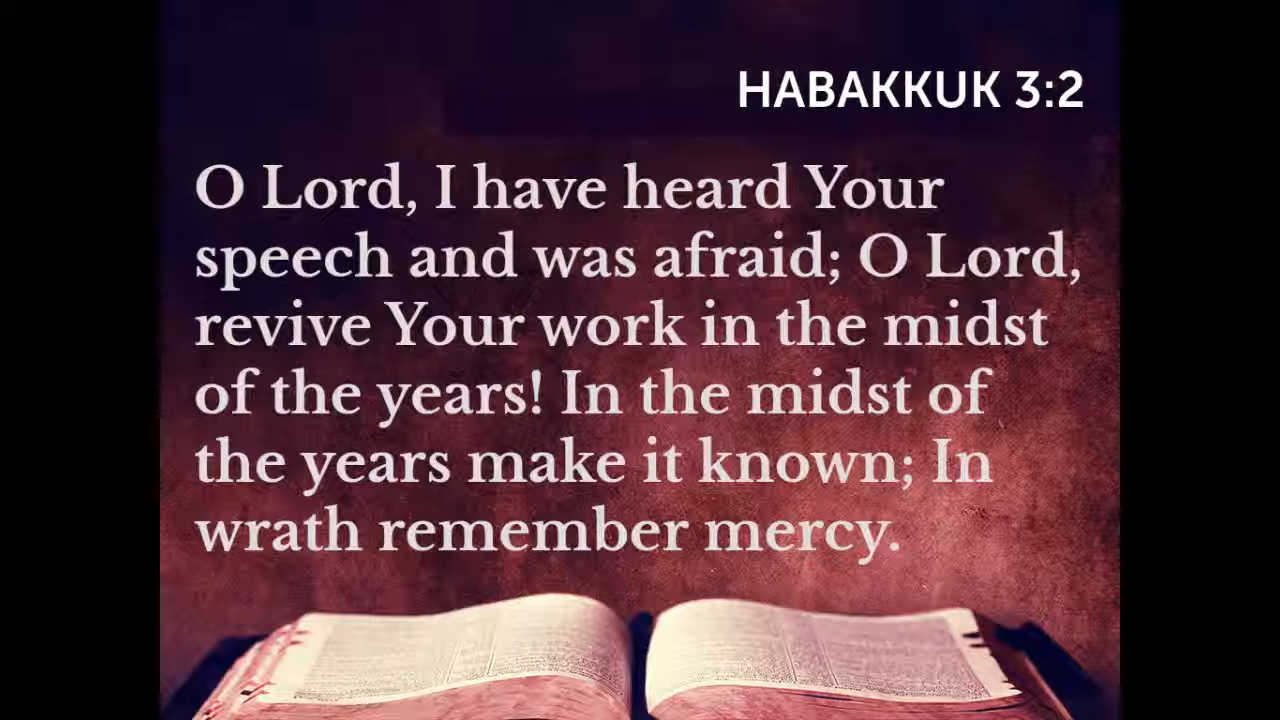 HABAKKUK 3:2
O Lord, I have heard Your
speech and was afraid; O Lord,
revive Your work in the midst
of the years! In the midst of
the years make it known; In
wrath remember mercy.